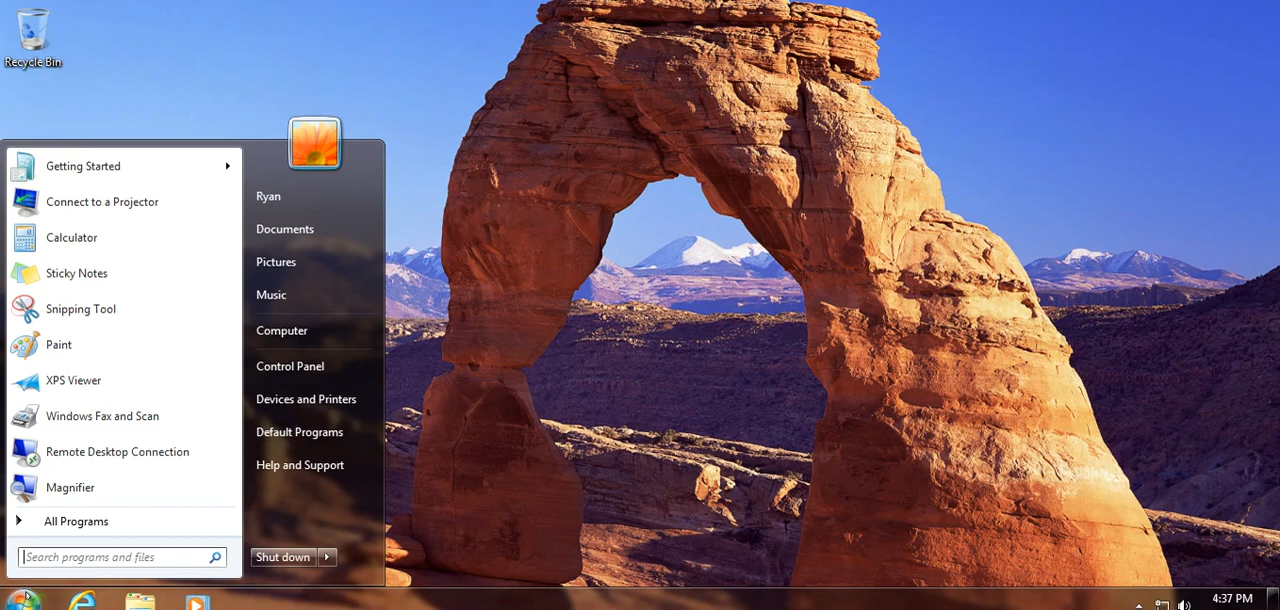 Recycle Bin
Getting Started
Connect to a Projector
Calculator
Sticky Notes
Snipping Tool
Paint
XPS Viewer
Windows Fax and Scan
Remote Desktop Connection
Magnifier
All Programs
Search programs and files
Ryan
Documents
Pictures
Music
Computer
Control Panel
Devices and Printers
Default Programs
Help and Support
Shut down
4:37 PM